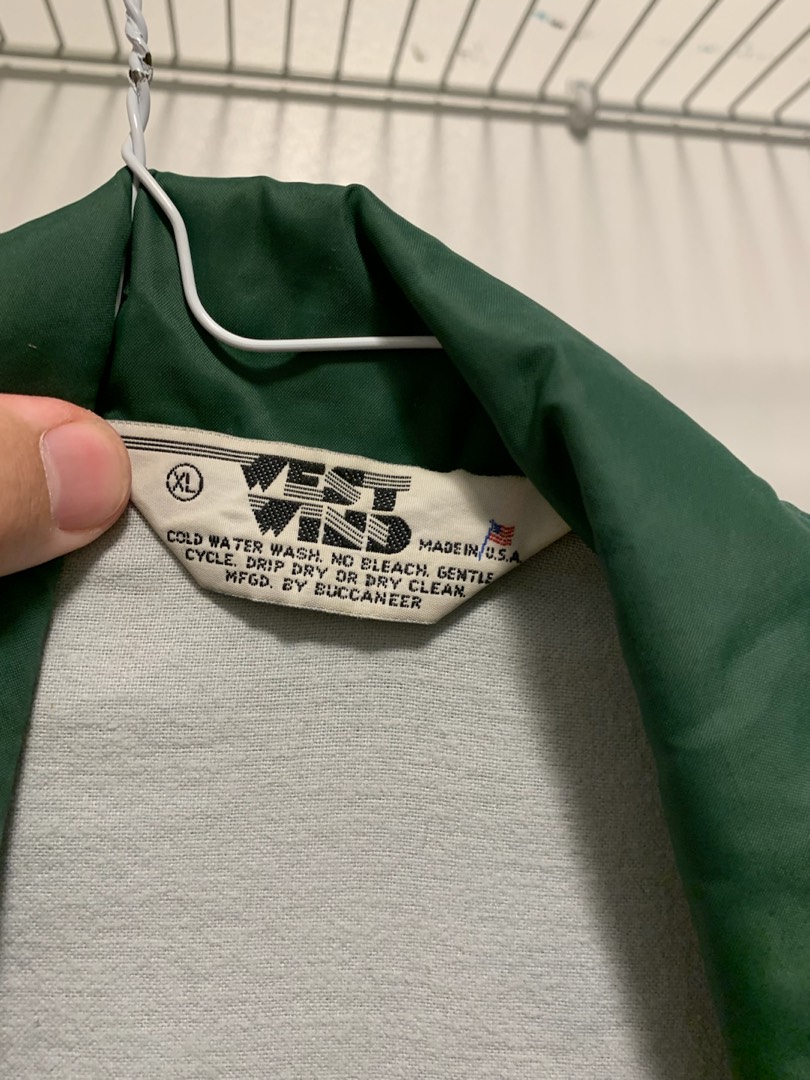 XL
WEST
WIND
MADE IN U.S.A
COLD WATER WASH. NO BLEACH. GENTLE
CYCLE. DRIP DRY OR DRY CLEAN.
MFGD. BY BUCCANEER